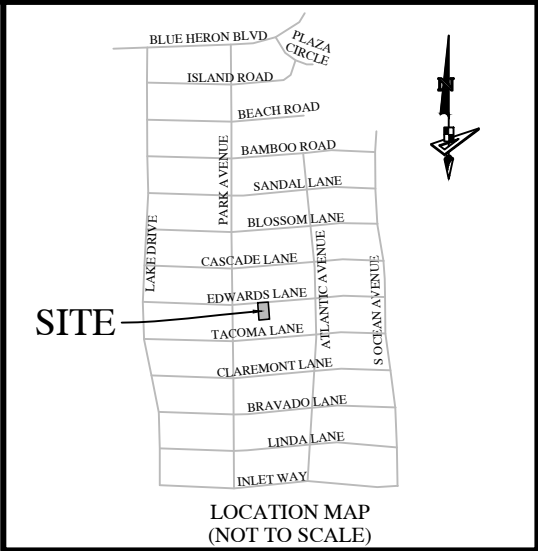 BLUE HERON BLVD
PLAZA
CIRCLE
ISLAND ROAD
N
BEACH ROAD
PARK AVENUE
BAMBOO ROAD
SANDAL LANE
LAKE DRIVE
BLOSSOM LANE
ATLANTIC AVENUE
S OCEAN AVENUE
CASCADE LANE
EDWARDS LANE
SITE
TACOMA LANE
CLAREMONT LANE
BRAVADO LANE
LINDA LANE
INLET WAY
LOCATION MAP
(NOT TO SCALE)